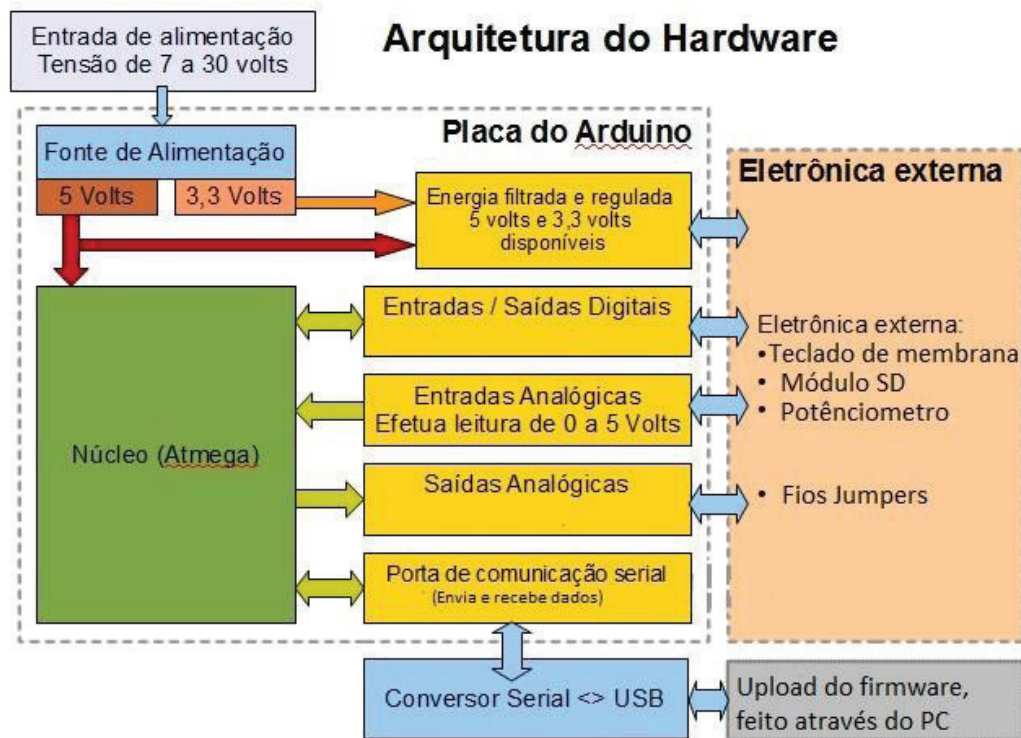 Entrada de alimentação
Tensão de 7 a 30 volts
Arquitetura do Hardware
Placa do Arduino
Fonte de Alimentação
5 Volts
3,3 Volts
Energia filtrada e regulada
5 volts e 3,3 volts
disponíveis
Eletrônica externa
Núcleo (Atmega)
Entradas / Saídas Digitais
Entradas Analógicas
Efetua leitura de 0 a 5 Volts
Saídas Analógicas
Porta de comunicação serial
(Envia e recebe dados)
Eletrônica externa:
•Teclado de membrana
• Módulo SD
• Potênciometro
• Fios Jumpers
Conversor Serial <> USB
Upload do firmware,
feito através do PC